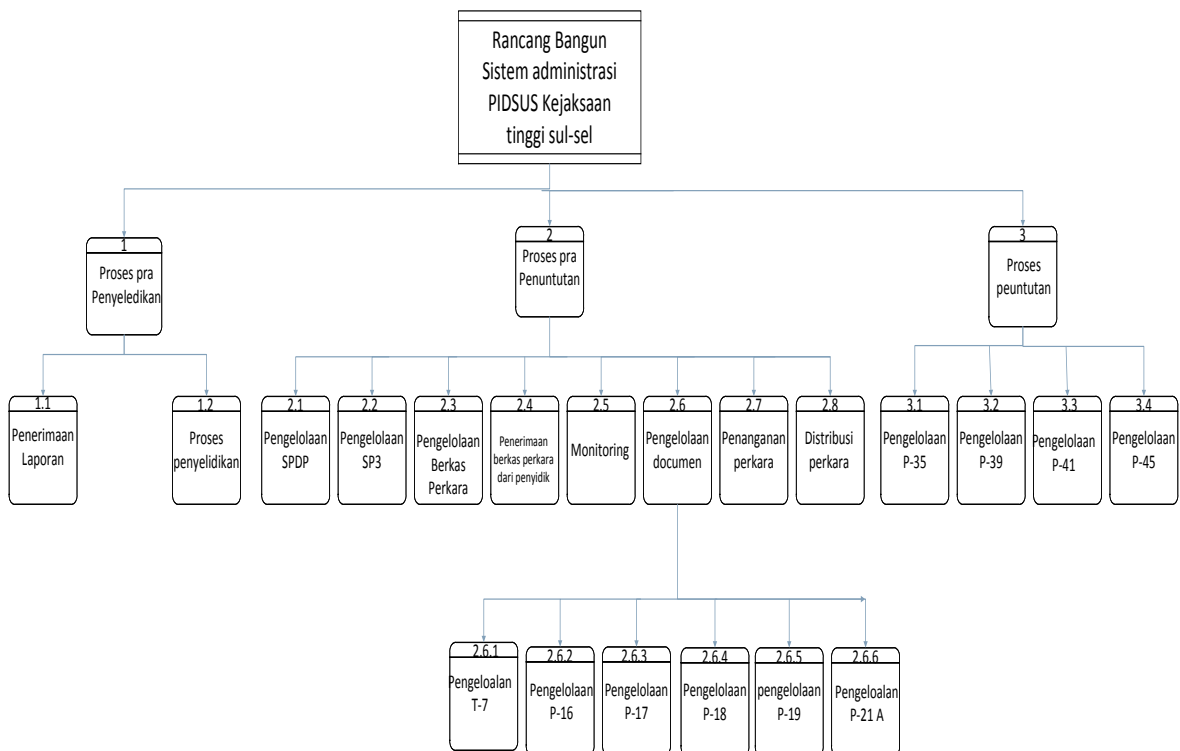 Rancang Bangun
Sistem administrasi
PIDSUS Kejaksaan
tinggi sul-sel
1
Proses pra
Penyeledikan
2
Proses pra
Penuntutan
3
Proses
peuntutan
1.1
Penerimaan
Laporan
1.2
Proses
penyelidikan
2.1
Pengelolaan
SPDP
2.2
Pengelolaan
SP3
2.3
Pengelolaan
Berkas
Perkara
2.4
Penerimaan
berkas perkara
dari penyidik
2.5
Monitoring
2.6
Pengelolaan
documen
2.7
Penanganan
perkara
2.8
Distribusi
perkara
3.1
Pengelolaan
P-35
3.2
Pengelolaan
P-39
3.3
Pengelolaan
P-41
3.4
Pengelolaan
P-45
2.6.1
Pengeloalan
T-7
2.6.2
Pengelolaan
P-16
2.6.3
Pengelolaan
P-17
2.6.4
Pengelolaan
P-18
2.6.5
pengelolaan
P-19
2.6.6
Pengeloalan
P-21 A